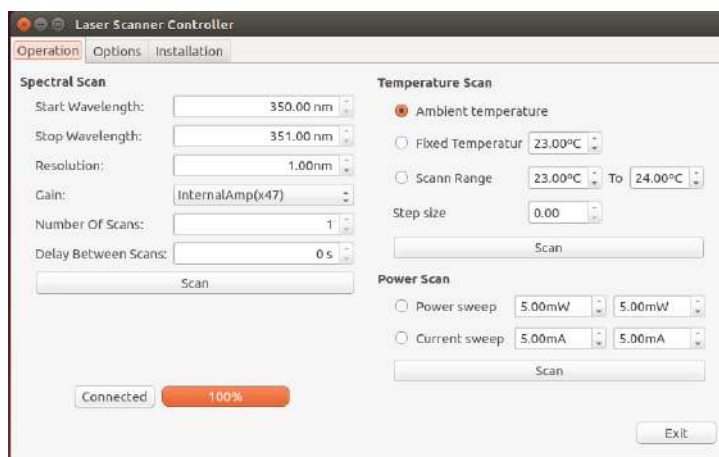 Laser Scanner Controller
Operation Options Installation
Spectral Scan
Start Wavelength: 350.00 nm
Stop Wavelength: 351.00 nm
Resolution: 1.00nm
Gain: InternalAmp(x47)
Number Of Scans: 1
Delay Between Scans: 0 s
Scan
Connected 100%
Temperature Scan
Ambient temperature
Fixed Temperatur 23.00ºC
Scann Range 23.00ºC To 24.00ºC
Step size 0.00
Scan
Power Scan
Power sweep 5.00mW 5.00mW
Current sweep 5.00mA 5.00mA
Scan
Exit